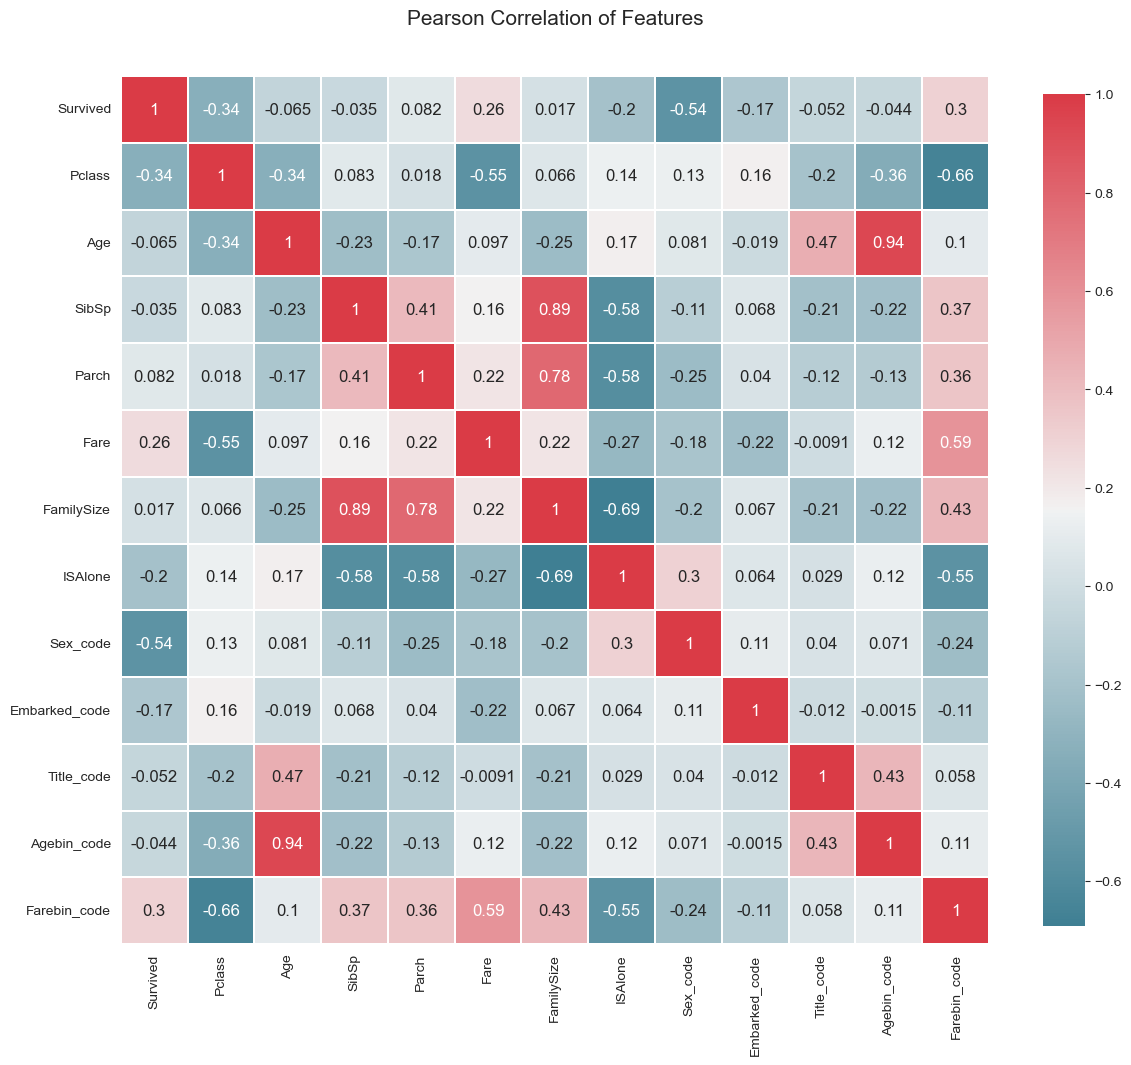 Pearson Correlation of Features
Survived 1 -0.34 -0.065 -0.035 0.082 0.26 0.017 -0.2 -0.54 -0.17 -0.052 -0.044 0.3
Pclass -0.34 1 -0.34 0.083 0.018 -0.55 0.066 0.14 0.13 0.16 -0.2 -0.36 -0.66
Age -0.065 -0.34 1 -0.23 -0.17 0.097 -0.25 0.17 0.081 -0.019 0.47 0.94 0.1
SibSp -0.035 0.083 -0.23 1 0.41 0.16 0.89 -0.58 -0.11 0.068 -0.21 -0.22 0.37
Parch 0.082 0.018 -0.17 0.41 1 0.22 0.78 -0.58 -0.25 0.04 -0.12 -0.13 0.36
Fare 0.26 -0.55 0.097 0.16 0.22 1 0.22 -0.27 -0.18 -0.22 -0.0091 0.12 0.59
FamilySize 0.017 0.066 -0.25 0.89 0.78 0.22 1 -0.69 -0.2 0.067 -0.21 -0.22 0.43
ISAlone -0.2 0.14 0.17 -0.58 -0.58 -0.27 -0.69 1 0.3 0.064 0.029 0.12 -0.55
Sex_code -0.54 0.13 0.081 -0.11 -0.25 -0.18 -0.2 0.3 1 0.11 0.04 0.071 -0.24
Embarked_code -0.17 0.16 -0.019 0.068 0.04 -0.22 0.067 0.064 0.11 1 -0.012 -0.0015 -0.11
Title_code -0.052 -0.2 0.47 -0.21 -0.12 -0.0091 -0.21 0.029 0.04 -0.012 1 0.43 0.058
Agebin_code -0.044 -0.36 0.94 -0.22 -0.13 0.12 -0.22 0.12 0.071 -0.0015 0.43 1 0.11
Farebin_code 0.3 -0.66 0.1 0.37 0.36 0.59 0.43 -0.55 -0.24 -0.11 0.058 0.11 1
Survived Pclass Age SibSp Parch Fare FamilySize ISAlone Sex_code Embarked_code Title_code Agebin_code Farebin_code
1.0
0.8
0.6
0.4
0.2
0.0
−0.2
−0.4
−0.6